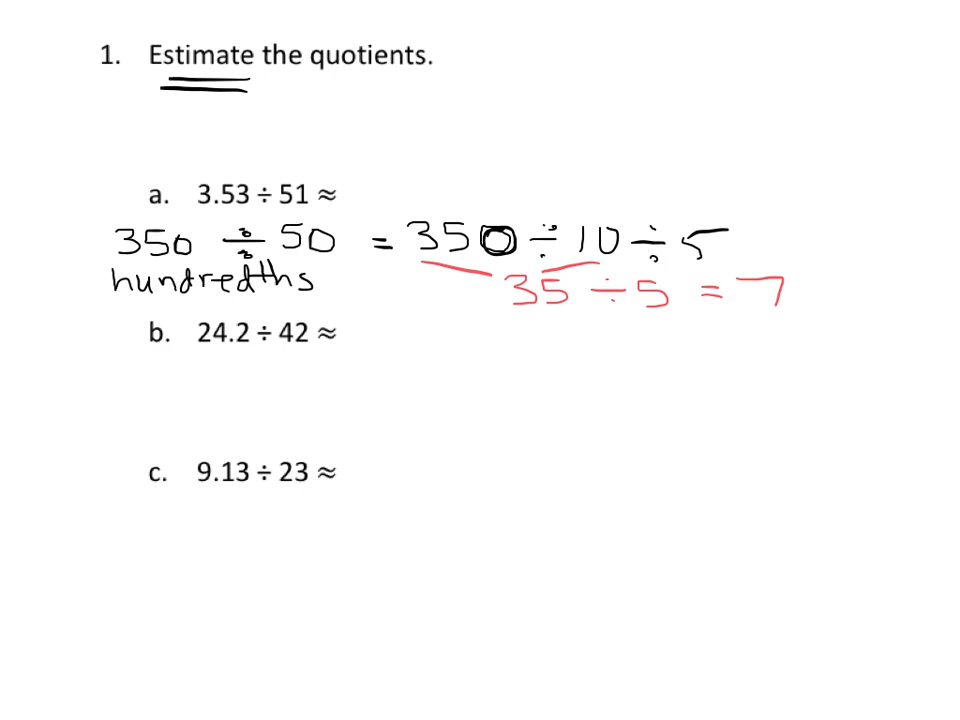 1. Estimate the quotients.
a. 3.53 ÷ 51 ≈
350 ÷ 50 = 350 ÷ 10 ÷ 5
hundredths 35 ÷ 5 = 7
b. 24.2 ÷ 42 ≈
c. 9.13 ÷ 23 ≈